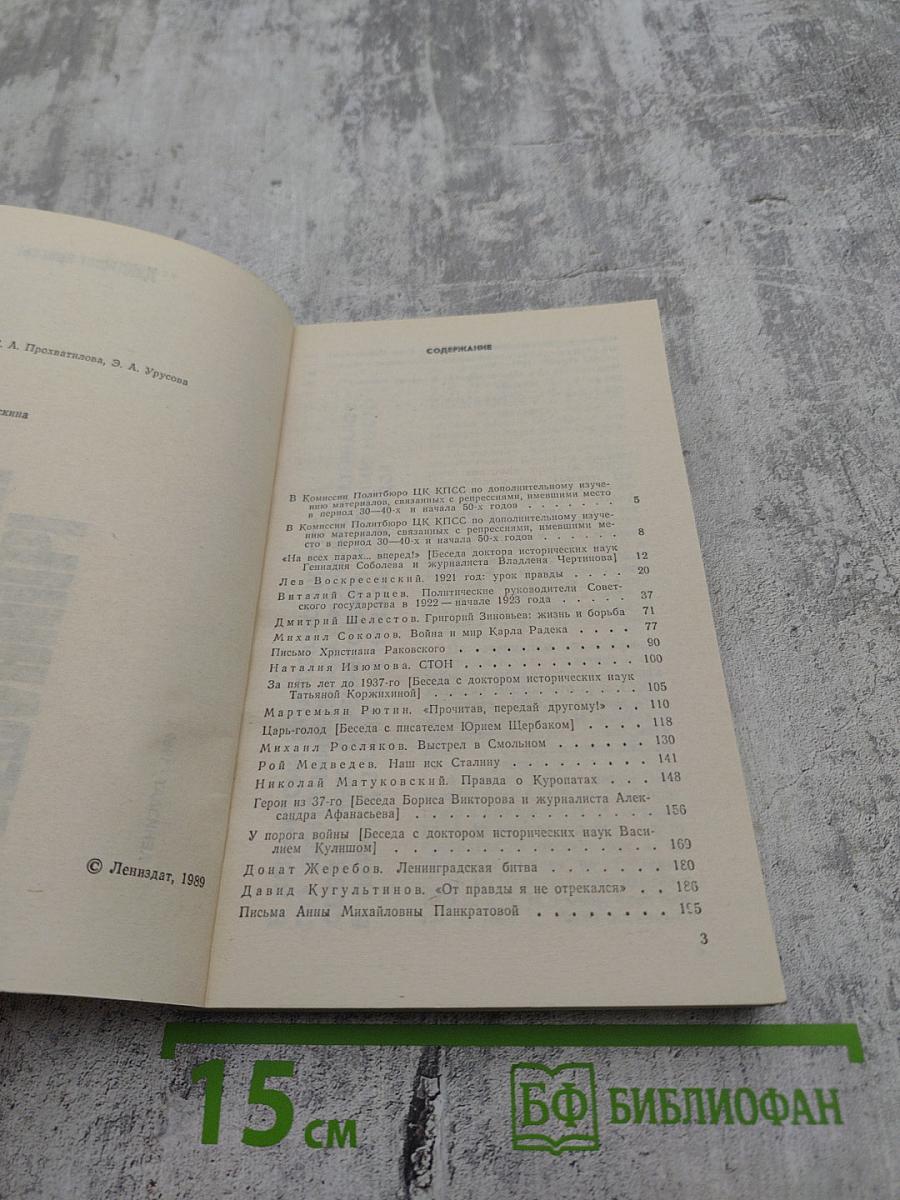 А. Прохватилова, Э. А. Урусова
© Лениздат, 1989
СОДЕРЖАНИЕ
В Комиссии Политбюро ЦК КПСС по дополнительному изуче-
нию материалов, связанных с репрессиями, имевшими место
в период 30—40-х и начала 50-х годов . . . . . . . 5
В Комиссии Политбюро ЦК КПСС по дополнительному изуче-
нию материалов, связанных с репрессиями, имевшими ме-
сто в период 30—40-х и начала 50-х годов . . . . . . 8
«На всех парах... вперед!» [Беседа доктора исторических наук
Геннадия Соболева и журналиста Владлена Чертинова] 12
Лев Воскресенский. 1921 год: урок правды . . . . 20
Виталий Старцев. Политические руководители Совет-
ского государства в 1922 — начале 1923 года . . . . . 37
Дмитрий Шелестов. Григорий Зиновьев: жизнь и борьба 71
Михаил Соколов. Война и мир Карла Радека . . . . 77
Письмо Христиана Раковского . . . . . . . . . . . 90
Наталия Изюмова. СТОН . . . . . . . . . . . 100
За пять лет до 1937-го [Беседа с доктором исторических наук
Татьяной Коржихиной] . . . . . . . . . . . . 105
Мартемьян Рютин. «Прочитав, передай другому!» . . 110
Царь-голод [Беседа с писателем Юрием Щербаком] . . . . 118
Михаил Росляков. Выстрел в Смольном . . . . . . 130
Рой Медведев. Наш иск Сталину . . . . . . . . . 141
Николай Матуковский. Правда о Куропатах . . . 148
Герои из 37-го [Беседа Бориса Викторова и журналиста Алек-
сандра Афанасьева] . . . . . . . . . . . . . 156
У порога войны [Беседа с доктором исторических наук Васи-
лием Кулишом] . . . . . . . . . . . . . . 169
Донат Жеребов. Ленинградская битва . . . . . . . 180
Давид Кугультинов. «От правды я не отрекался» . . 186
Письма Анны Михайловны Панкратовой . . . . . . . . 195
3
15 см
БФ БИБЛИОФАН